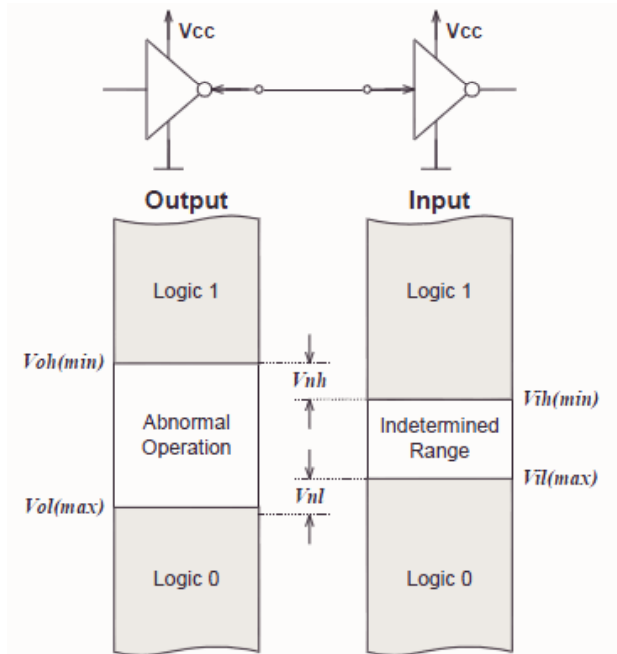 Vcc
Vcc
Output
Input
Logic 1
Logic 1
Voh(min)
Vnh
Vih(min)
Abnormal
Operation
Indetermined
Range
Vil(max)
Vnl
Vol(max)
Logic 0
Logic 0